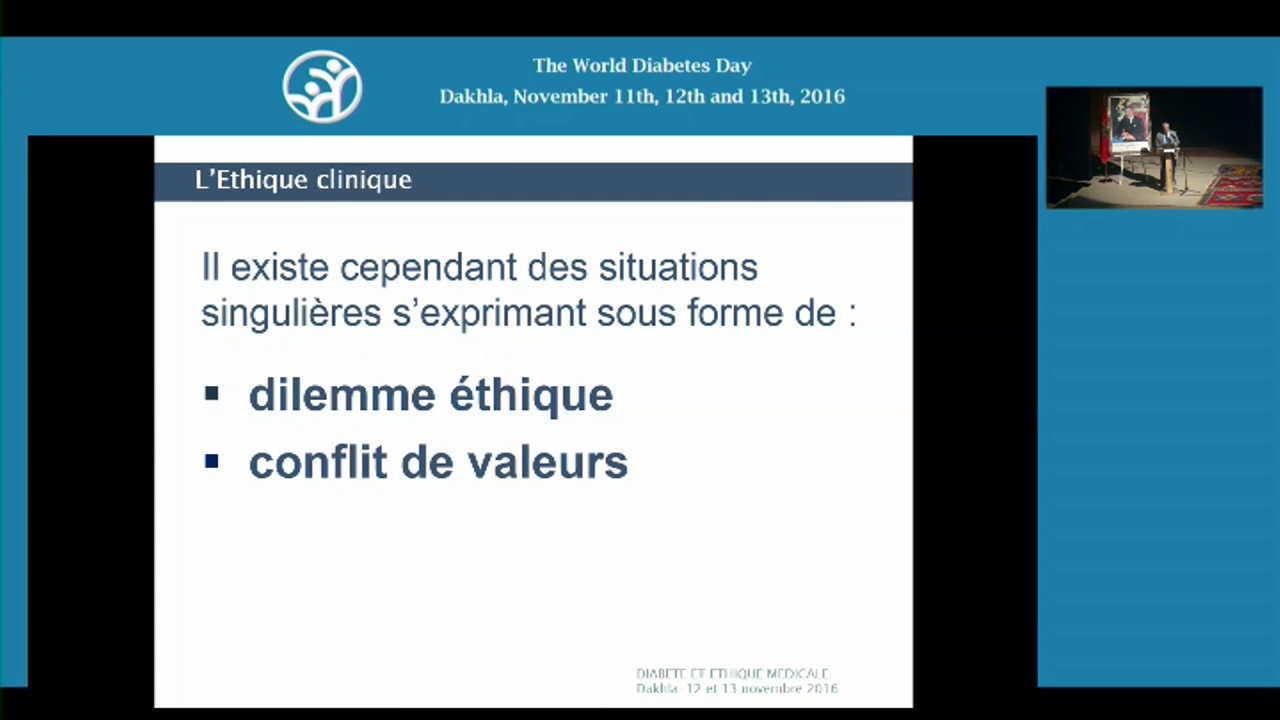 The World Diabetes Day
Dakhla, November 11th, 12th and 13th, 2016
L’Ethique clinique
Il existe cependant des situations
singulières s’exprimant sous forme de :
▪ dilemme éthique
▪ conflit de valeurs
DIABETE ET ETHIQUE MEDICALE
Dakhla 12 et 13 novembre 2016